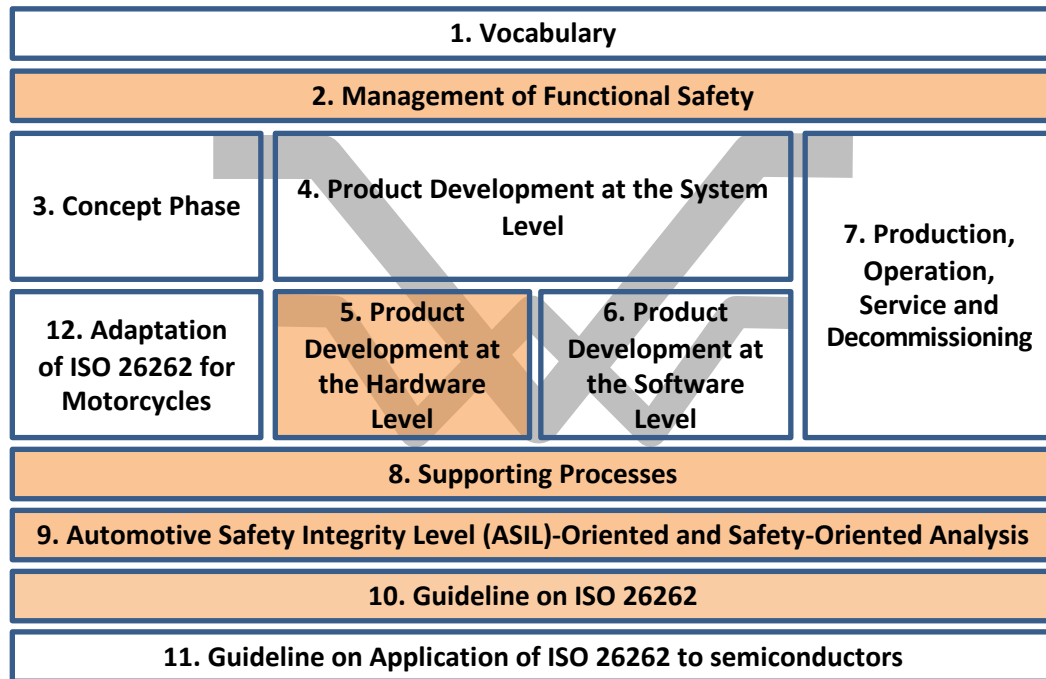 1. Vocabulary
2. Management of Functional Safety
3. Concept Phase
4. Product Development at the System
Level
7. Production,
Operation,
Service and
Decommissioning
12. Adaptation
of ISO 26262 for
Motorcycles
5. Product
Development at
the Hardware
Level
6. Product
Development at
the Software
Level
8. Supporting Processes
9. Automotive Safety Integrity Level (ASIL)-Oriented and Safety-Oriented Analysis
10. Guideline on ISO 26262
11. Guideline on Application of ISO 26262 to semiconductors